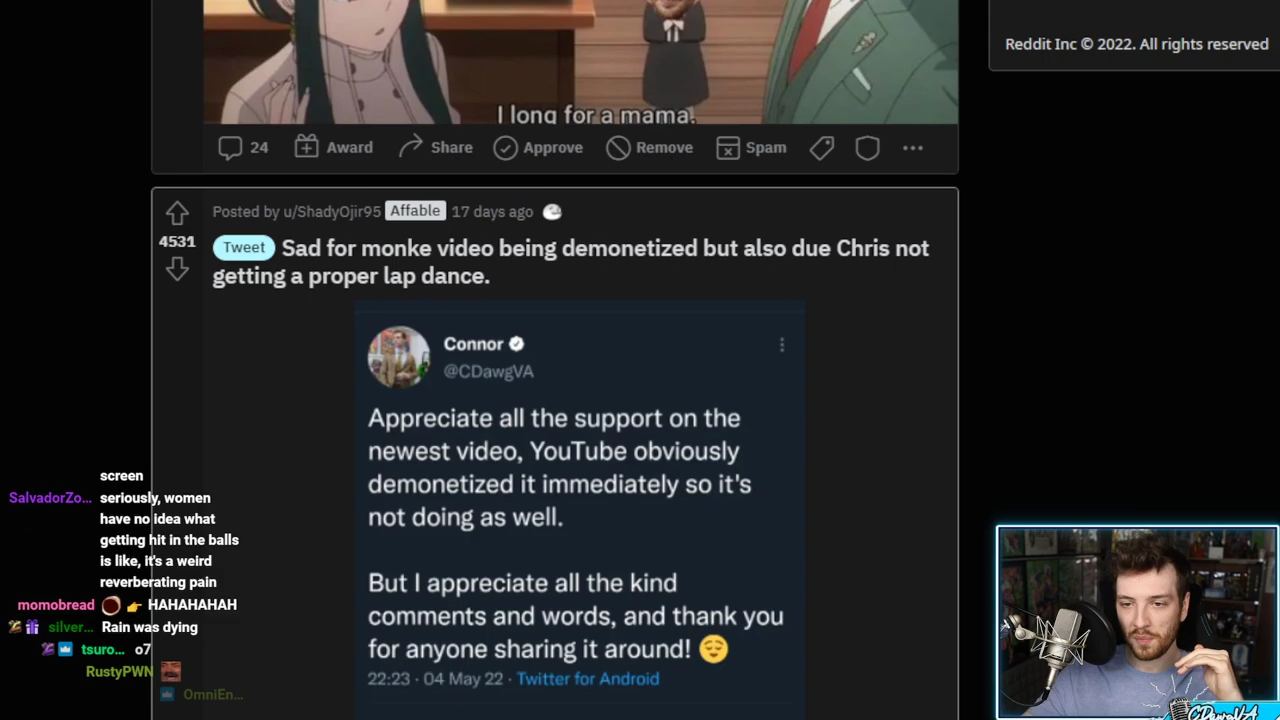 Reddit Inc © 2022. All rights reserved
I long for a mama.
24 Award Share Approve Remove Spam
Posted by u/ShadyOjir95 Affable 17 days ago
4531
Tweet Sad for monke video being demonetized but also due Chris not
getting a proper lap dance.
Connor
@CDawgVA
Appreciate all the support on the
newest video, YouTube obviously
demonetized it immediately so it's
not doing as well.
But I appreciate all the kind
comments and words, and thank you
for anyone sharing it around! 😌
22:23 · 04 May 22 · Twitter for Android
screen
SalvadorZo... seriously, women
have no idea what
getting hit in the balls
is like, it's a weird
reverberating pain
momobread 👉 HAHAHAHAH
silver... Rain was dying
tsuro... o7
RustyPWN
OmniEn...
CDawgVA